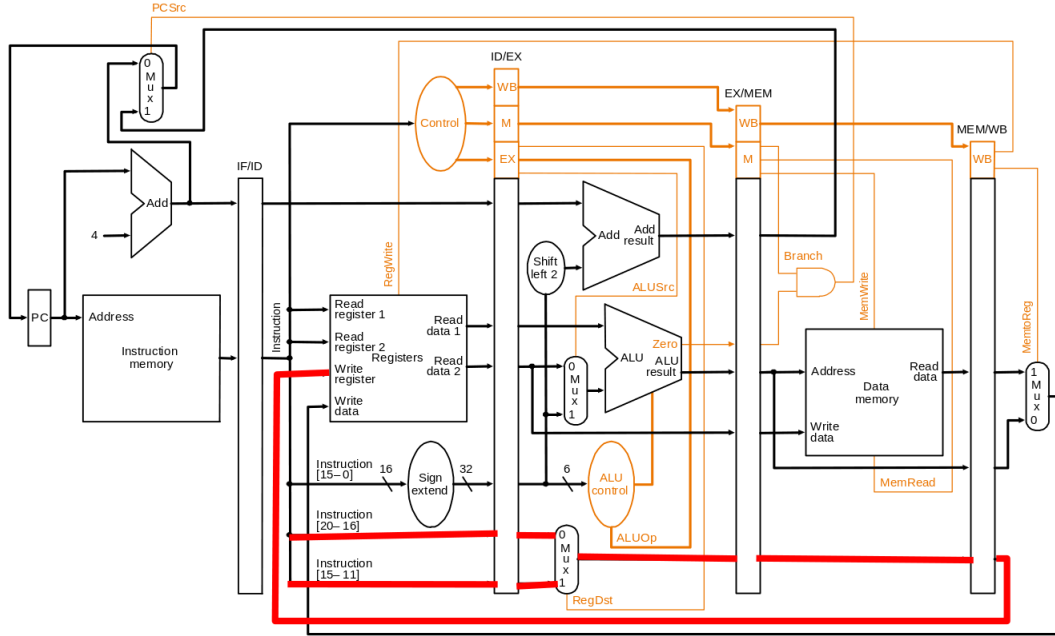 PCSrc
0
M
u
x
1
ID/EX
WB
M
EX
Control
EX/MEM
WB
M
MEM/WB
WB
IF/ID
Add
4
RegWrite
Add
Add
result
Shift
left 2
Branch
ALUSrc
MemWrite
PC
Address
Instruction
memory
Instruction
Read
register 1
Read
register 2
Write
register
Write
data
Registers
Read
data 1
Read
data 2
0
M
u
x
1
Zero
ALU
ALU
result
Address
Write
data
Data
memory
Read
data
MemtoReg
1
M
u
x
0
Instruction
[15–0]
16
Sign
extend
32
6
ALU
control
MemRead
Instruction
[20–16]
ALUOp
0
M
u
x
1
Instruction
[15–11]
RegDst